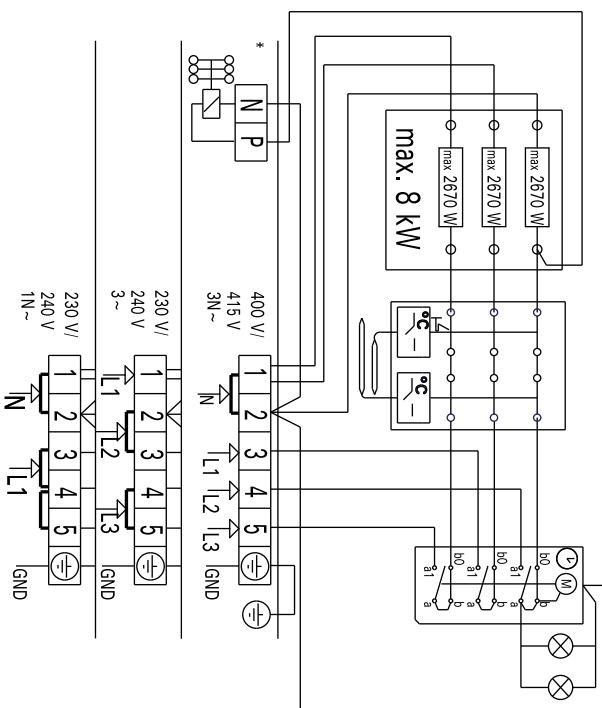 *
N P
max 2670 W
max 2670 W
max 2670 W
max. 8 kW
°C
°C
400 V/
415 V
3N~
1 2 3 4 5
N
L1
L2
L3
GND
230 V/
240 V
3~
1 2 3 4 5
L1
L2
L3
GND
230 V/
240 V
1N~
1 2 3 4 5
N
L1
GND
1
M
b0 b0 b0
a1 a1 a1
a b a b a b